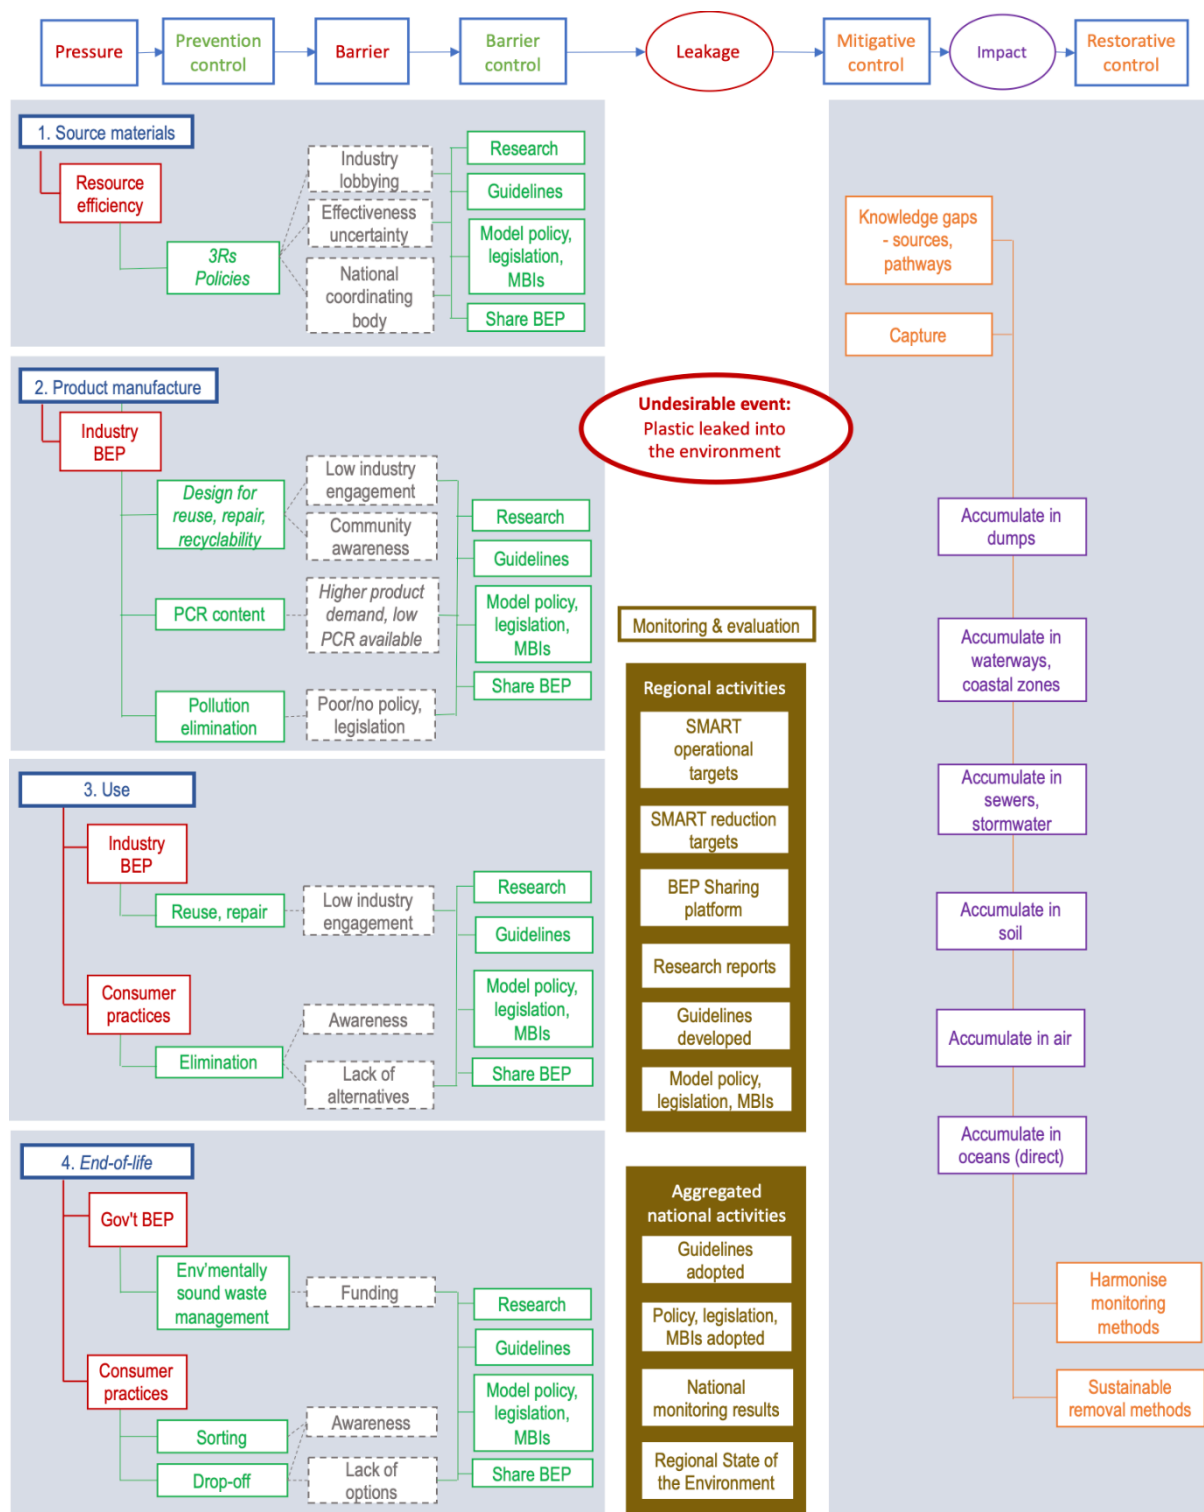 Pressure
Prevention
control
Barrier
Barrier
control
Leakage
Mitigative
control
Impact
Restorative
control
1. Source materials
Resource
efficiency
3Rs
Policies
Industry
lobbying
Effectiveness
uncertainty
National
coordinating
body
Research
Guidelines
Model policy,
legislation,
MBIs
Share BEP
2. Product manufacture
Industry
BEP
Design for
reuse, repair,
recyclability
PCR content
Pollution
elimination
Low industry
engagement
Community
awareness
Higher product
demand, low
PCR available
Poor/no policy,
legislation
Research
Guidelines
Model policy,
legislation,
MBIs
Share BEP
3. Use
Industry
BEP
Reuse, repair
Consumer
practices
Elimination
Low industry
engagement
Awareness
Lack of
alternatives
Research
Guidelines
Model policy,
legislation,
MBIs
Share BEP
4. End-of-life
Gov't BEP
Env'mentally
sound waste
management
Consumer
practices
Sorting
Drop-off
Funding
Awareness
Lack of
options
Research
Guidelines
Model policy,
legislation,
MBIs
Share BEP
Undesirable event:
Plastic leaked into
the environment
Monitoring & evaluation
Regional activities
SMART
operational
targets
SMART reduction
targets
BEP Sharing
platform
Research reports
Guidelines
developed
Model policy,
legislation, MBIs
Aggregated
national activities
Guidelines
adopted
Policy, legislation,
MBIs adopted
National
monitoring results
Regional State of
the Environment
Knowledge gaps
- sources,
pathways
Capture
Accumulate in
dumps
Accumulate in
waterways,
coastal zones
Accumulate in
sewers,
stormwater
Accumulate in
soil
Accumulate in air
Accumulate in
oceans (direct)
Harmonise
monitoring
methods
Sustainable
removal methods